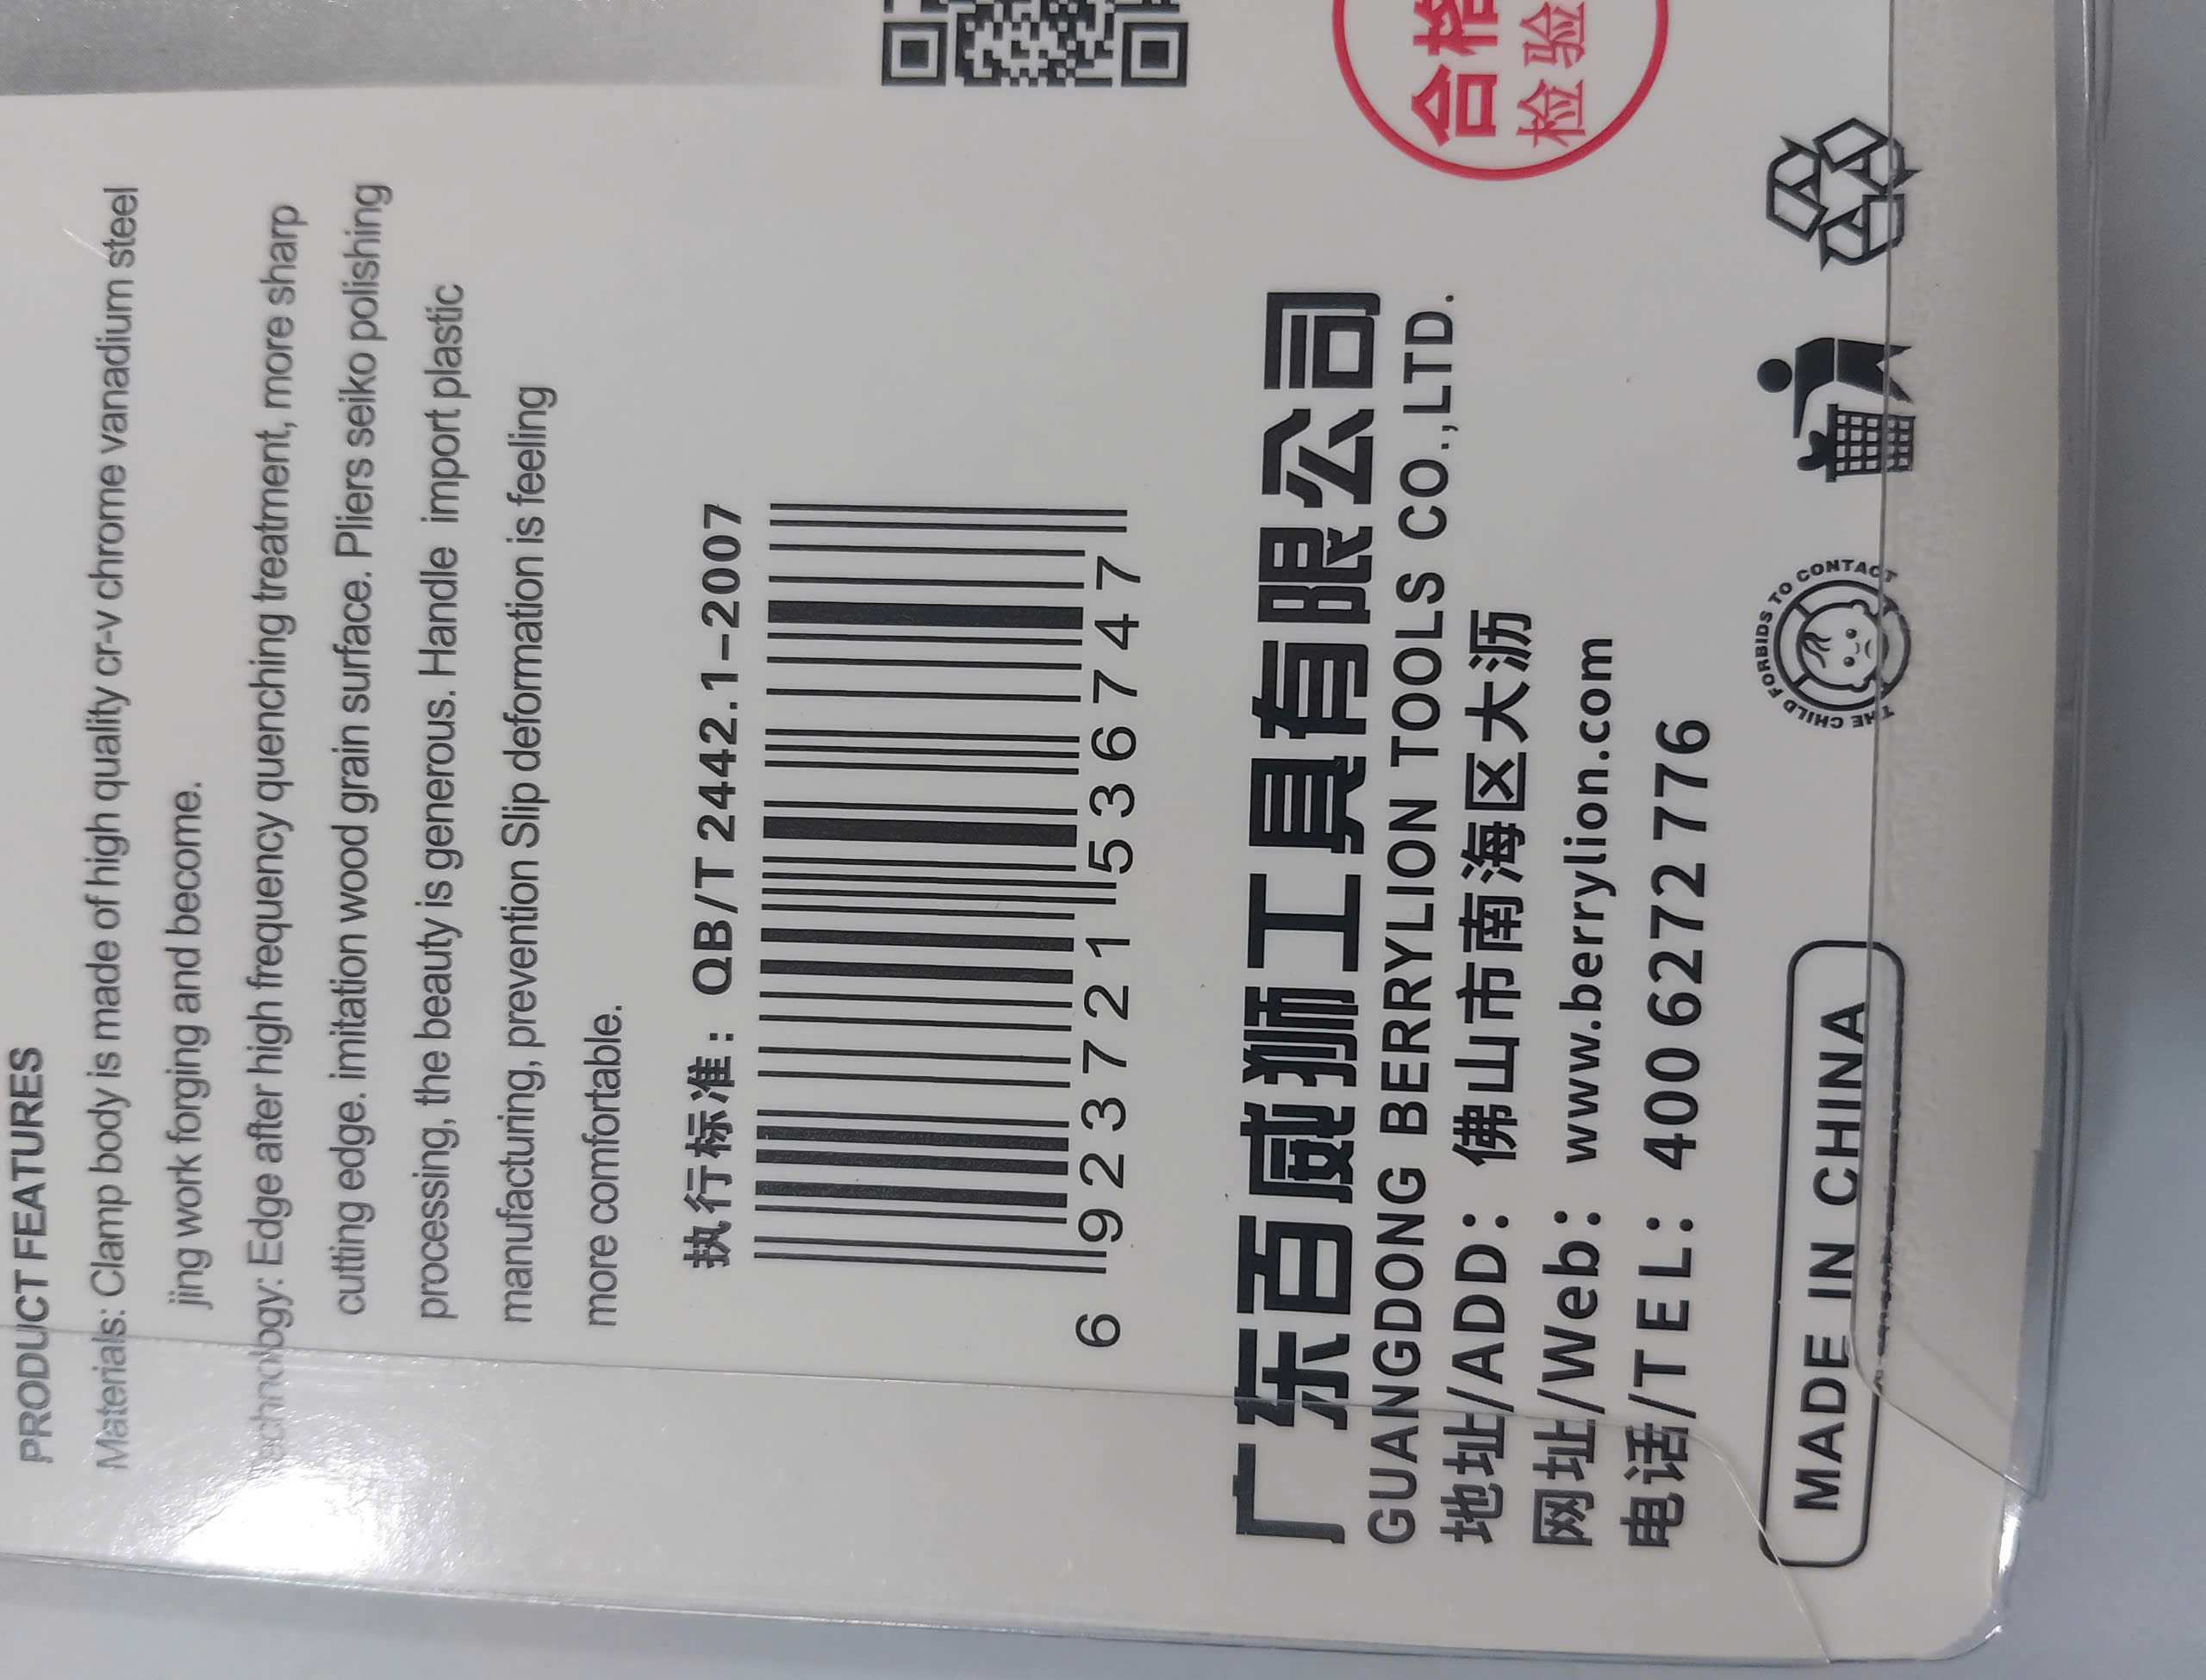 PRODUCT FEATURES
Materials: Clamp body is made of high quality cr-v chrome vanadium steel
jing work forging and become.
echnology: Edge after high frequency quenching treatment, more sharp
cutting edge. imitation wood grain surface. Pliers seiko polishing
processing, the beauty is generous. Handle import plastic
manufacturing, prevention Slip deformation is feeling
more comfortable.
执行标准: QB/T 2442.1-2007
6 923721 536747
广东百威狮工具有限公司
GUANGDONG BERRYLION TOOLS CO.,LTD.
地址/ADD: 佛山市南海区大沥
网址/Web: www.berrylion.com
电话/TEL: 400 6272 776
MADE IN CHINA
THE CHILD FORBIDS TO CONTACT
合格
检验